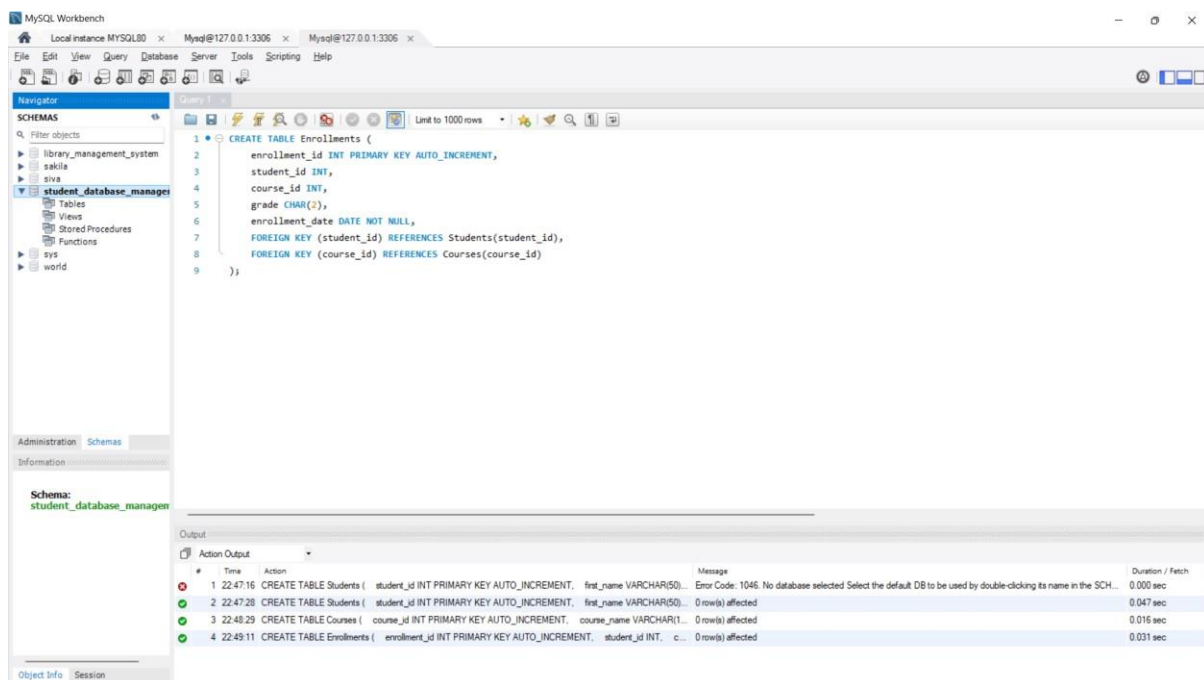 MySQL Workbench
Local instance MYSQL80 × Mysql@127.0.0.1:3306 × Mysql@127.0.0.1:3306 ×
File Edit View Query Database Server Tools Scripting Help
Navigator
Query 1 ×
SCHEMAS
Limit to 1000 rows
Filter objects
library_management_system
sakila
siva
student_database_manager
Tables
Views
Stored Procedures
Functions
sys
world
1 CREATE TABLE Enrollments (
2 enrollment_id INT PRIMARY KEY AUTO_INCREMENT,
3 student_id INT,
4 course_id INT,
5 grade CHAR(2),
6 enrollment_date DATE NOT NULL,
7 FOREIGN KEY (student_id) REFERENCES Students(student_id),
8 FOREIGN KEY (course_id) REFERENCES Courses(course_id)
9 );
Administration Schemas
Information
Schema:
student_database_managem
Output
Action Output
# Time Action Message Duration / Fetch
1 22:47:16 CREATE TABLE Students ( student_id INT PRIMARY KEY AUTO_INCREMENT, first_name VARCHAR(50)... Error Code: 1046. No database selected Select the default DB to be used by double-clicking its name in the SCH... 0.000 sec
2 22:47:28 CREATE TABLE Students ( student_id INT PRIMARY KEY AUTO_INCREMENT, first_name VARCHAR(50)... 0 row(s) affected 0.047 sec
3 22:48:29 CREATE TABLE Courses ( course_id INT PRIMARY KEY AUTO_INCREMENT, course_name VARCHAR(1... 0 row(s) affected 0.016 sec
4 22:49:11 CREATE TABLE Enrollments ( enrollment_id INT PRIMARY KEY AUTO_INCREMENT, student_id INT, c... 0 row(s) affected 0.031 sec
Object Info Session